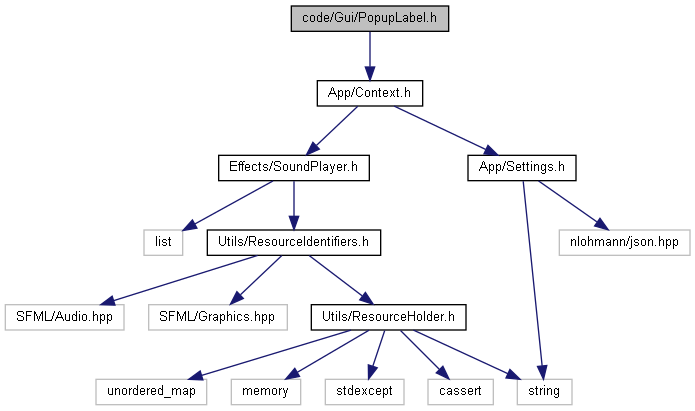 code/Gui/PopupLabel.h
App/Context.h
Effects/SoundPlayer.h
App/Settings.h
list
Utils/ResourceIdentifiers.h
nlohmann/json.hpp
SFML/Audio.hpp
SFML/Graphics.hpp
Utils/ResourceHolder.h
unordered_map
memory
stdexcept
cassert
string